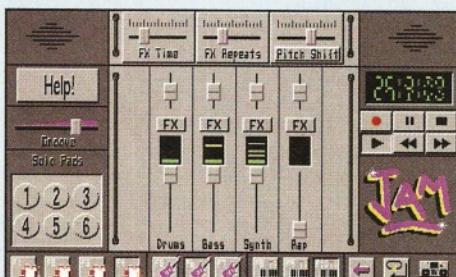 FX Time FX Repeats Pitch Shift
Help!
Groove
Solo Pads
1 2 3
4 5 6
FX FX FX FX
Drums Bass Synth Rap
JAM